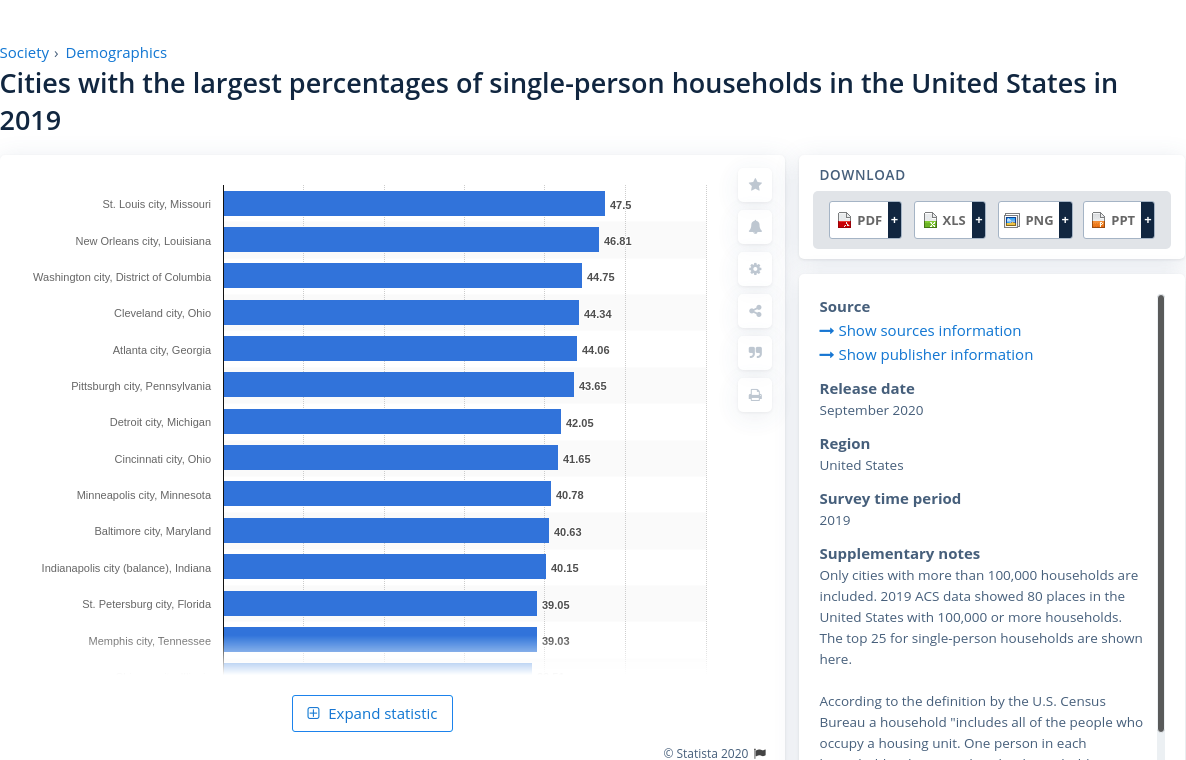 Society › Demographics
Cities with the largest percentages of single-person households in the United States in
2019
St. Louis city, Missouri 47.5
New Orleans city, Louisiana 46.81
Washington city, District of Columbia 44.75
Cleveland city, Ohio 44.34
Atlanta city, Georgia 44.06
Pittsburgh city, Pennsylvania 43.65
Detroit city, Michigan 42.05
Cincinnati city, Ohio 41.65
Minneapolis city, Minnesota 40.78
Baltimore city, Maryland 40.63
Indianapolis city (balance), Indiana 40.15
St. Petersburg city, Florida 39.05
Memphis city, Tennessee 39.03
Expand statistic
© Statista 2020
DOWNLOAD
PDF + XLS + PNG + PPT +
Source
Show sources information
Show publisher information
Release date
September 2020
Region
United States
Survey time period
2019
Supplementary notes
Only cities with more than 100,000 households are
included. 2019 ACS data showed 80 places in the
United States with 100,000 or more households.
The top 25 for single-person households are shown
here.
According to the definition by the U.S. Census
Bureau a household "includes all of the people who
occupy a housing unit. One person in each